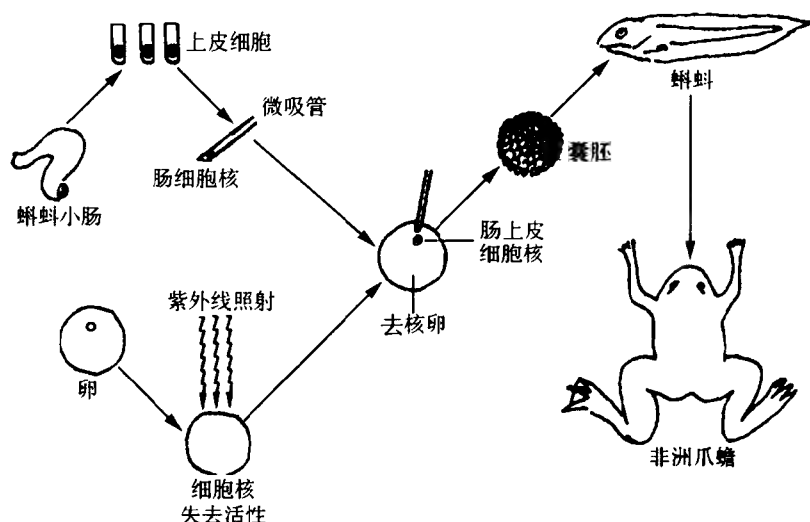 上皮细胞
微吸管
肠细胞核
蝌蚪小肠
卵
紫外线照射
细胞核
失去活性
肠上皮
细胞核
去核卵
囊胚
蝌蚪
非洲爪蟾